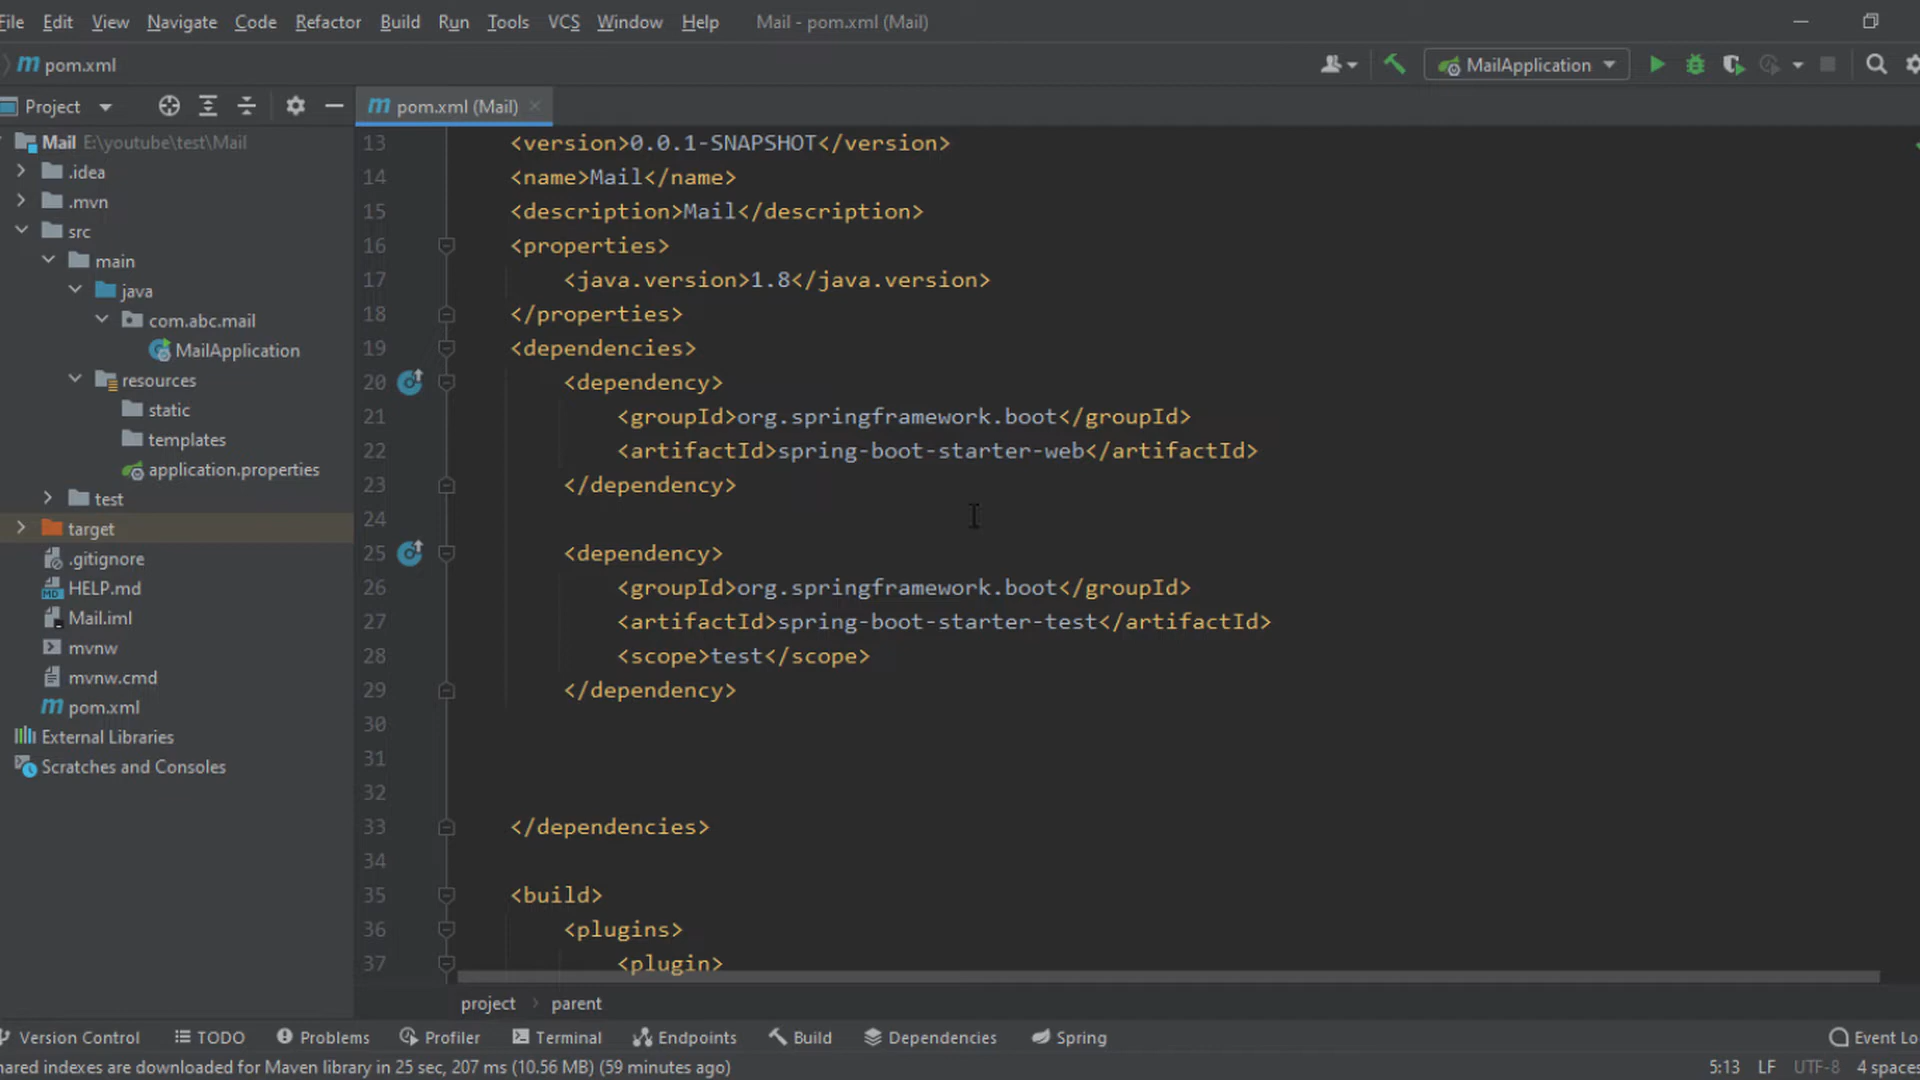 File Edit View Navigate Code Refactor Build Run Tools VCS Window Help Mail - pom.xml (Mail)
pom.xml MailApplication
Project pom.xml (Mail)
Mail E:\youtube\test\Mail
.idea
.mvn
src
main
java
com.abc.mail
MailApplication
resources
static
templates
application.properties
test
target
.gitignore
HELP.md
Mail.iml
mvnw
mvnw.cmd
pom.xml
External Libraries
Scratches and Consoles
13 <version>0.0.1-SNAPSHOT</version>
14 <name>Mail</name>
15 <description>Mail</description>
16 <properties>
17 <java.version>1.8</java.version>
18 </properties>
19 <dependencies>
20 <dependency>
21 <groupId>org.springframework.boot</groupId>
22 <artifactId>spring-boot-starter-web</artifactId>
23 </dependency>
24
25 <dependency>
26 <groupId>org.springframework.boot</groupId>
27 <artifactId>spring-boot-starter-test</artifactId>
28 <scope>test</scope>
29 </dependency>
30
31
32
33 </dependencies>
34
35 <build>
36 <plugins>
37 <plugin>
project parent
Version Control TODO Problems Profiler Terminal Endpoints Build Dependencies Spring Event Lo
hared indexes are downloaded for Maven library in 25 sec, 207 ms (10.56 MB) (59 minutes ago) 5:13 LF UTF-8 4 spaces